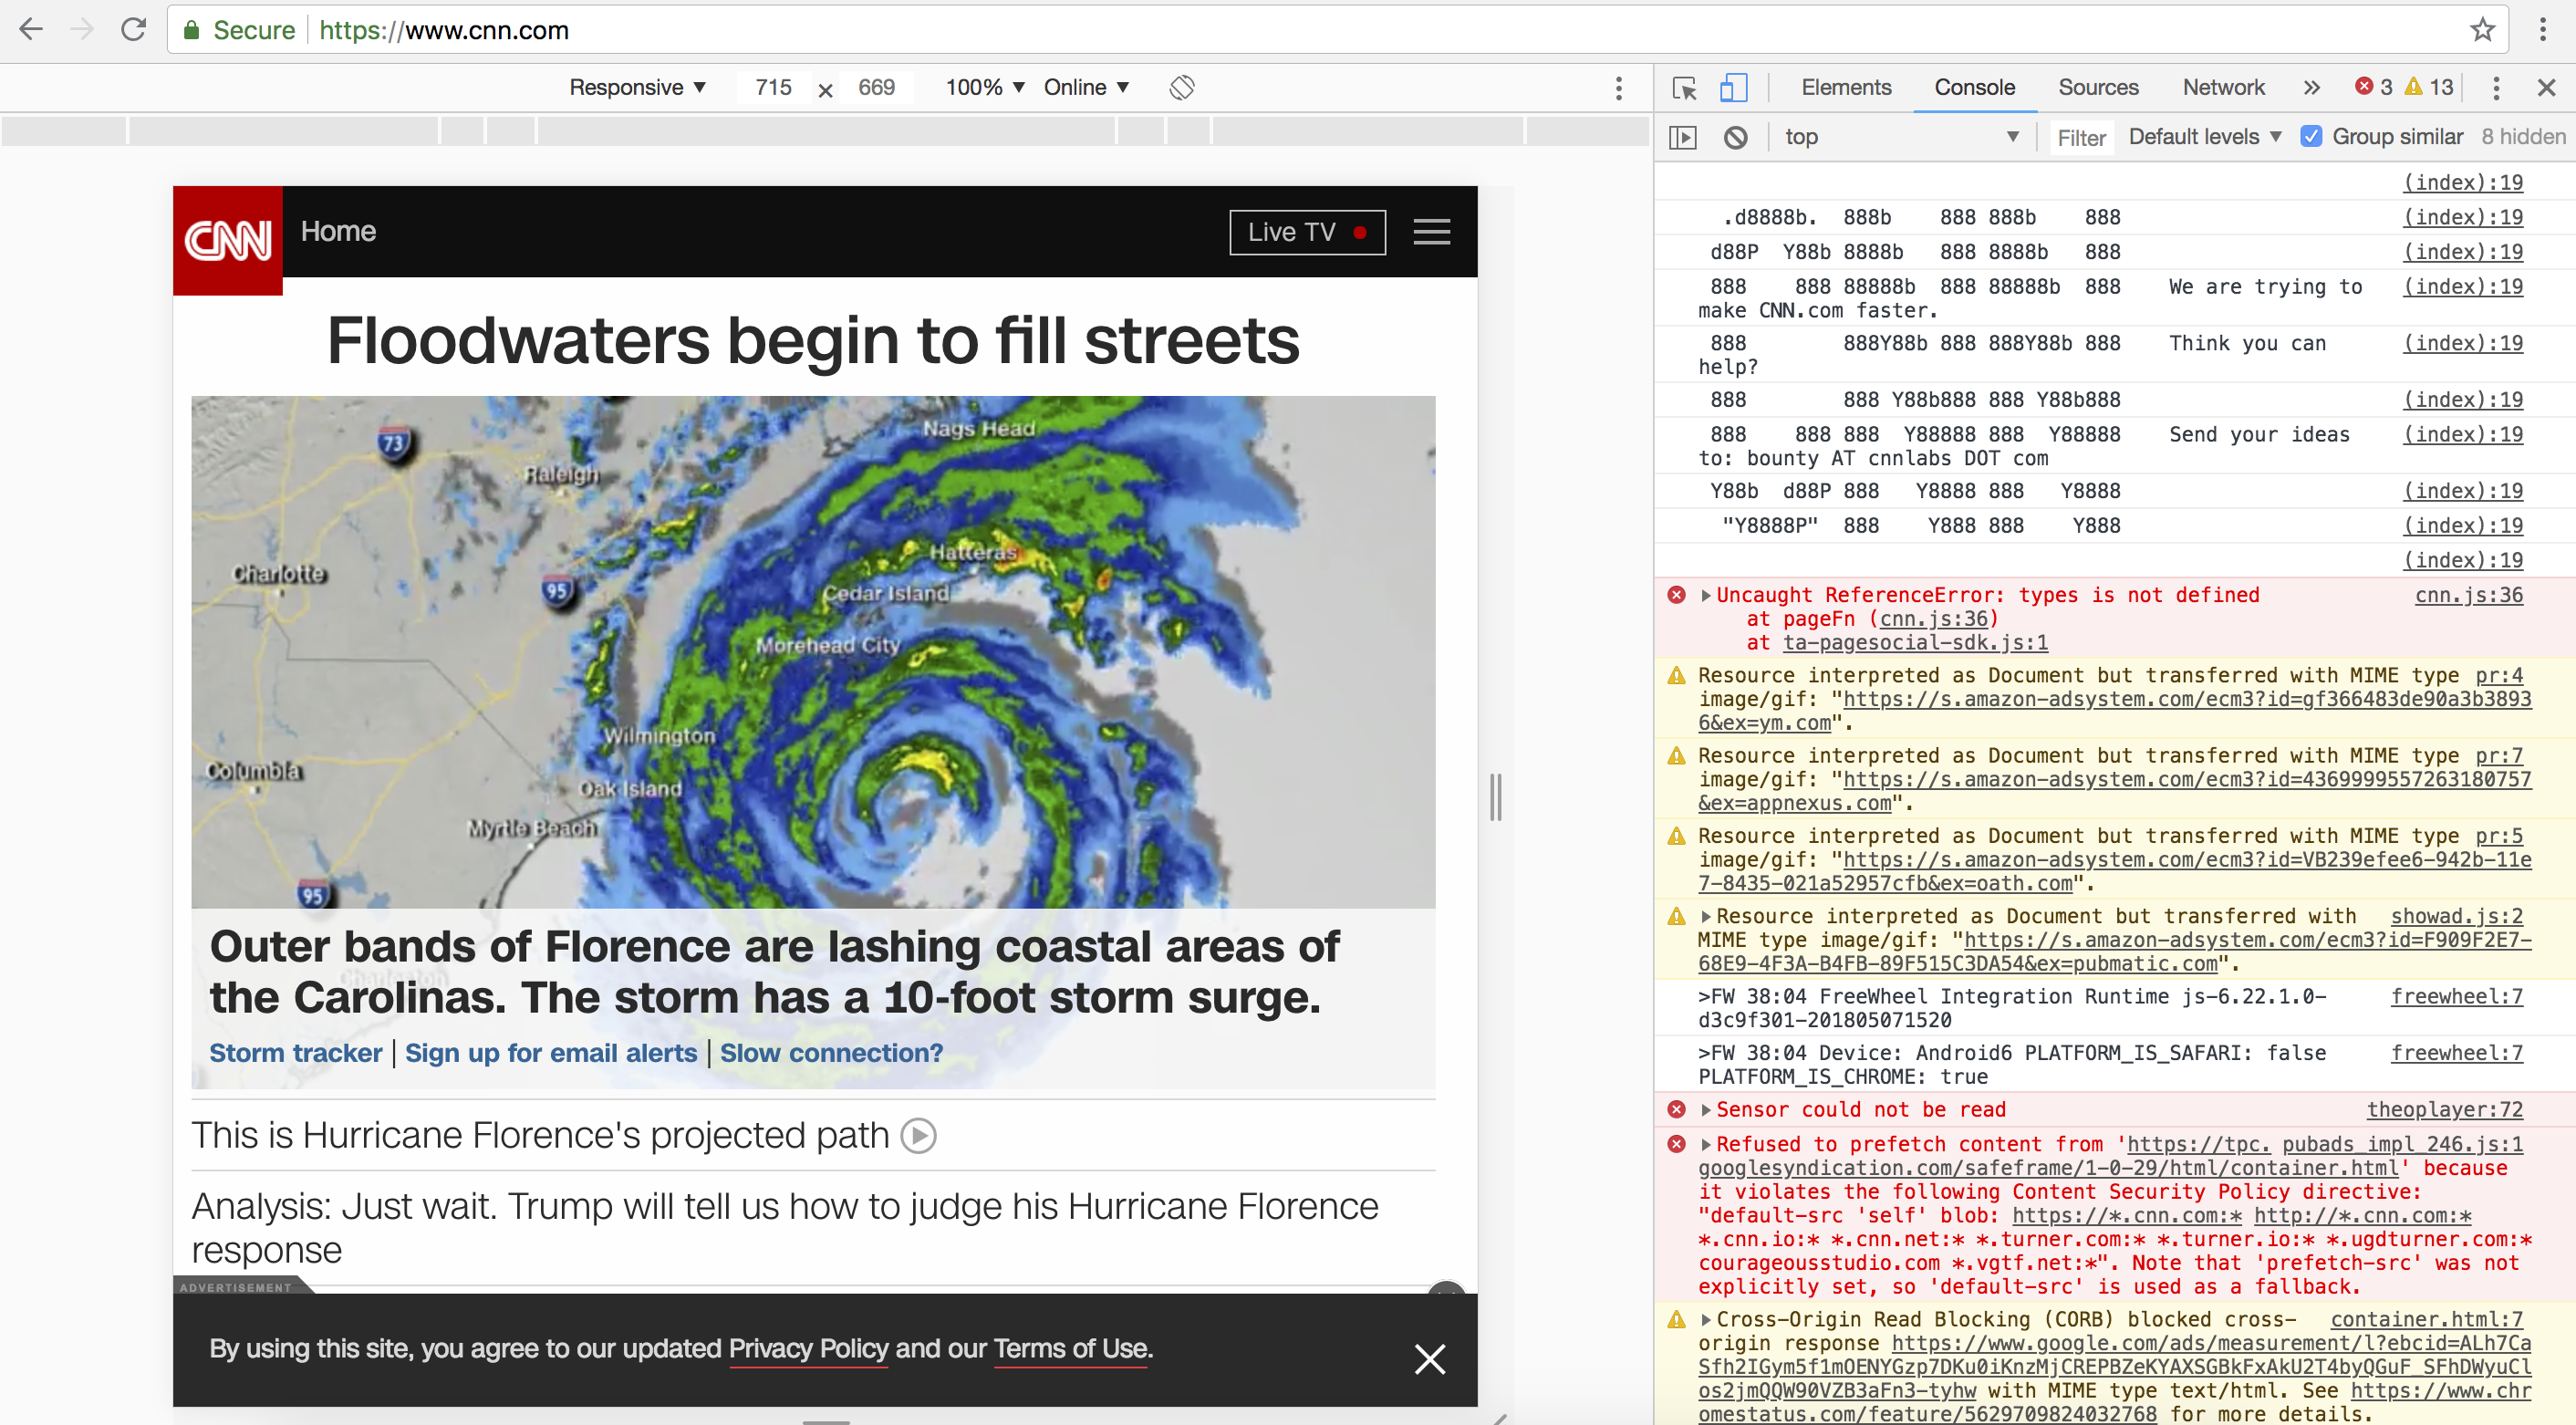 Secure https://www.cnn.com
Responsive ▼ 715 × 669 100% ▼ Online ▼
Elements Console Sources Network » 3 13
top ▼ Filter Default levels ▼ Group similar 8 hidden
CNN Home Live TV
Floodwaters begin to fill streets
Nags Head
73
Raleigh
Hatteras
Charlotte
95
Cedar Island
Morehead City
Wilmington
Columbia
Oak Island
Myrtle Beach
95
Charleston
Outer bands of Florence are lashing coastal areas of
the Carolinas. The storm has a 10-foot storm surge.
Storm tracker | Sign up for email alerts | Slow connection?
This is Hurricane Florence's projected path
Analysis: Just wait. Trump will tell us how to judge his Hurricane Florence
response
ADVERTISEMENT
By using this site, you agree to our updated Privacy Policy and our Terms of Use.
(index):19
.d8888b.  888b    888 888b    888 (index):19
d88P  Y88b 8888b   888 8888b   888 (index):19
888    888 88888b  888 88888b  888    We are trying to (index):19
make CNN.com faster.
888        888Y88b 888 888Y88b 888    Think you can (index):19
help?
888        888 Y88b888 888 Y88b888 (index):19
888    888 888  Y88888 888  Y88888    Send your ideas (index):19
to: bounty AT cnnlabs DOT com
Y88b  d88P 888   Y8888 888   Y8888 (index):19
"Y8888P"  888    Y888 888    Y888 (index):19
(index):19
Uncaught ReferenceError: types is not defined cnn.js:36
at pageFn (cnn.js:36)
at ta-pagesocial-sdk.js:1
Resource interpreted as Document but transferred with MIME type pr:4
image/gif: "https://s.amazon-adsystem.com/ecm3?id=gf366483de90a3b3893
6&ex=ym.com".
Resource interpreted as Document but transferred with MIME type pr:7
image/gif: "https://s.amazon-adsystem.com/ecm3?id=4369999557263180757
&ex=appnexus.com".
Resource interpreted as Document but transferred with MIME type pr:5
image/gif: "https://s.amazon-adsystem.com/ecm3?id=VB239efee6-942b-11e
7-8435-021a52957cfb&ex=oath.com".
Resource interpreted as Document but transferred with showad.js:2
MIME type image/gif: "https://s.amazon-adsystem.com/ecm3?id=F909F2E7-
68E9-4F3A-B4FB-89F515C3DA54&ex=pubmatic.com".
>FW 38:04 FreeWheel Integration Runtime js-6.22.1.0- freewheel:7
d3c9f301-201805071520
>FW 38:04 Device: Android6 PLATFORM_IS_SAFARI: false freewheel:7
PLATFORM_IS_CHROME: true
Sensor could not be read theoplayer:72
Refused to prefetch content from 'https://tpc. pubads_impl_246.js:1
googlesyndication.com/safeframe/1-0-29/html/container.html' because
it violates the following Content Security Policy directive:
"default-src 'self' blob: https://*.cnn.com:* http://*.cnn.com:*
*.cnn.io:* *.cnn.net:* *.turner.com:* *.turner.io:* *.ugdturner.com:*
courageousstudio.com *.vgtf.net:*". Note that 'prefetch-src' was not
explicitly set, so 'default-src' is used as a fallback.
Cross-Origin Read Blocking (CORB) blocked cross- container.html:7
origin response https://www.google.com/ads/measurement/l?ebcid=ALh7Ca
Sfh2IGym5f1mOENYGzp7DKu0iKnzMjCREPBZeKYAXSGBkFxAkU2T4byQGuF_SFhDWyuCl
os2jmQQW90VZB3aFn3-tyhw with MIME type text/html. See https://www.chr
omestatus.com/feature/5629709824032768 for more details.